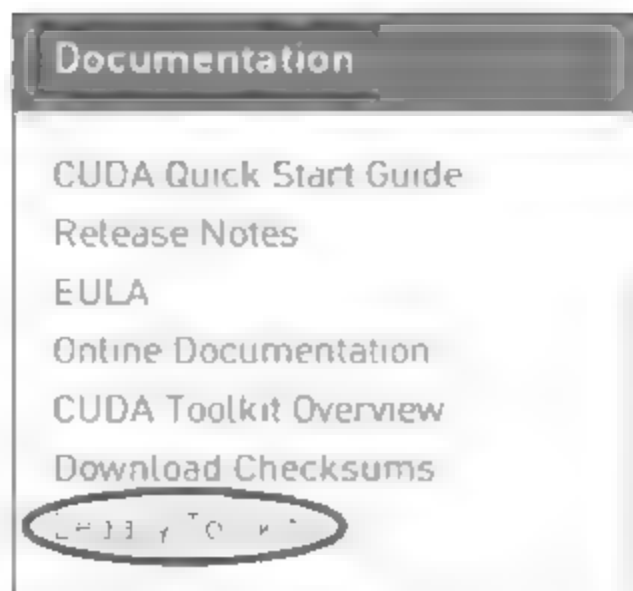 Documentation
CUDA Quick Start Guide
Release Notes
EULA
Online Documentation
CUDA Toolkit Overview
Download Checksums